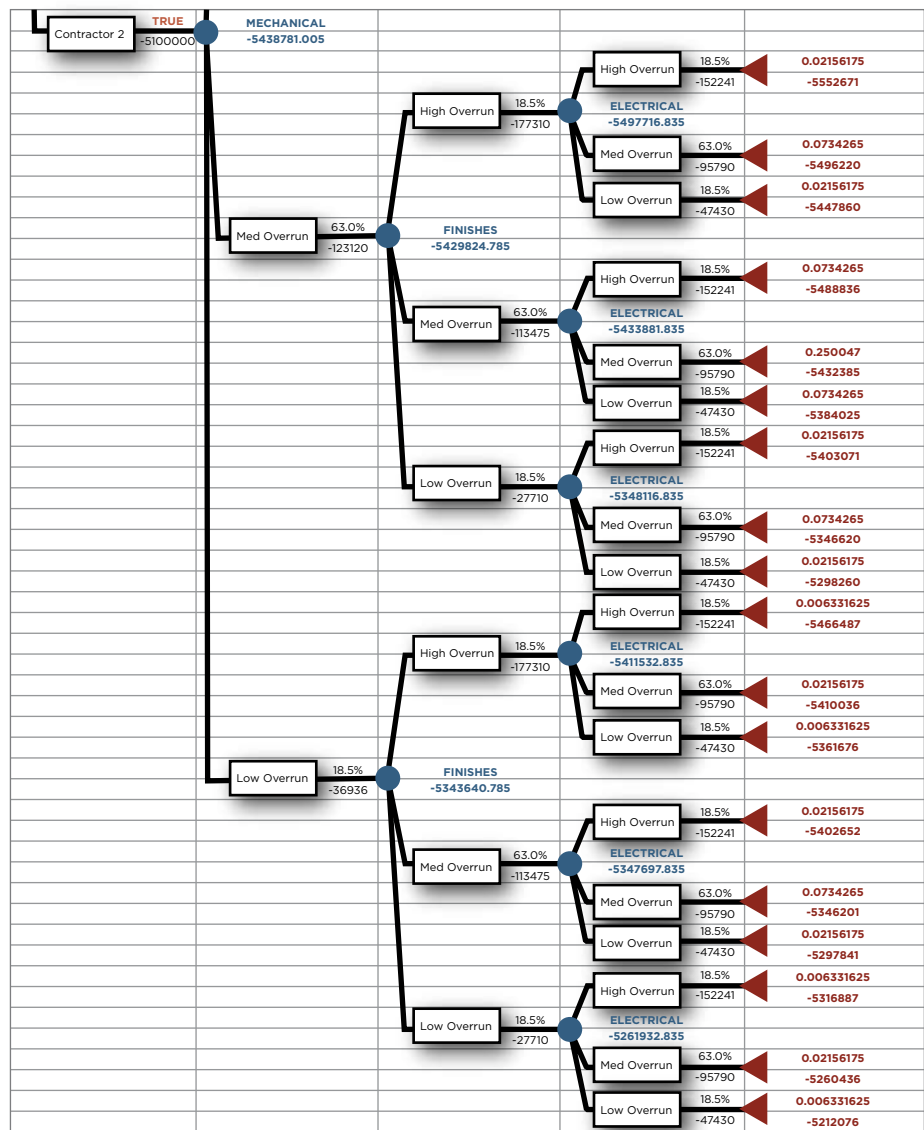 TRUE
MECHANICAL
Contractor 2
-5100000
-5438781.005
18.5%
0.02156175
High Overrun
-152241
-5552671
High Overrun
18.5%
-177310
ELECTRICAL
-5497716.835
63.0%
0.0734265
Med Overrun
-95790
-5496220
18.5%
0.02156175
Low Overrun
-47430
-5447860
Med Overrun
63.0%
-123120
FINISHES
-5429824.785
18.5%
0.0734265
High Overrun
-152241
-5488836
Med Overrun
63.0%
-113475
ELECTRICAL
-5433881.835
63.0%
0.250047
Med Overrun
-95790
-5432385
18.5%
0.0734265
Low Overrun
-47430
-5384025
18.5%
0.02156175
High Overrun
-152241
-5403071
Low Overrun
18.5%
-27710
ELECTRICAL
-5348116.835
63.0%
0.0734265
Med Overrun
-95790
-5346620
18.5%
0.02156175
Low Overrun
-47430
-5298260
18.5%
0.006331625
High Overrun
-152241
-5466487
High Overrun
18.5%
-177310
ELECTRICAL
-5411532.835
63.0%
0.02156175
Med Overrun
-95790
-5410036
18.5%
0.006331625
Low Overrun
-47430
-5361676
Low Overrun
18.5%
-36936
FINISHES
-5343640.785
18.5%
0.02156175
High Overrun
-152241
-5402652
Med Overrun
63.0%
-113475
ELECTRICAL
-5347697.835
63.0%
0.0734265
Med Overrun
-95790
-5346201
18.5%
0.02156175
Low Overrun
-47430
-5297841
18.5%
0.006331625
High Overrun
-152241
-5316887
Low Overrun
18.5%
-27710
ELECTRICAL
-5261932.835
63.0%
0.02156175
Med Overrun
-95790
-5260436
18.5%
0.006331625
Low Overrun
-47430
-5212076